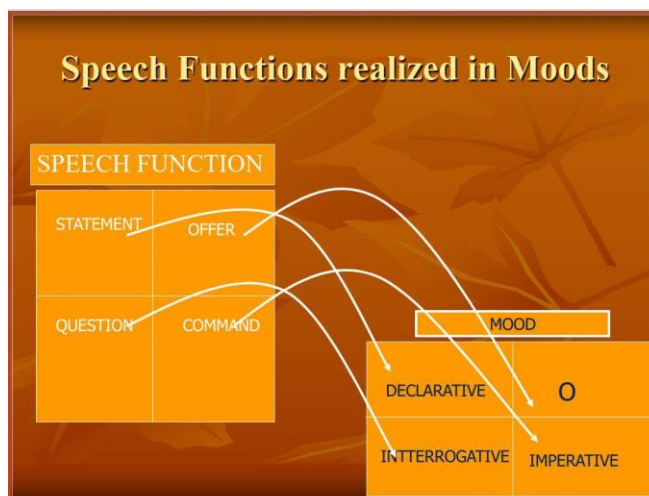 Speech Functions realized in Moods
SPEECH FUNCTION
STATEMENT
OFFER
QUESTION
COMMAND
MOOD
DECLARATIVE
O
INTTERROGATIVE
IMPERATIVE